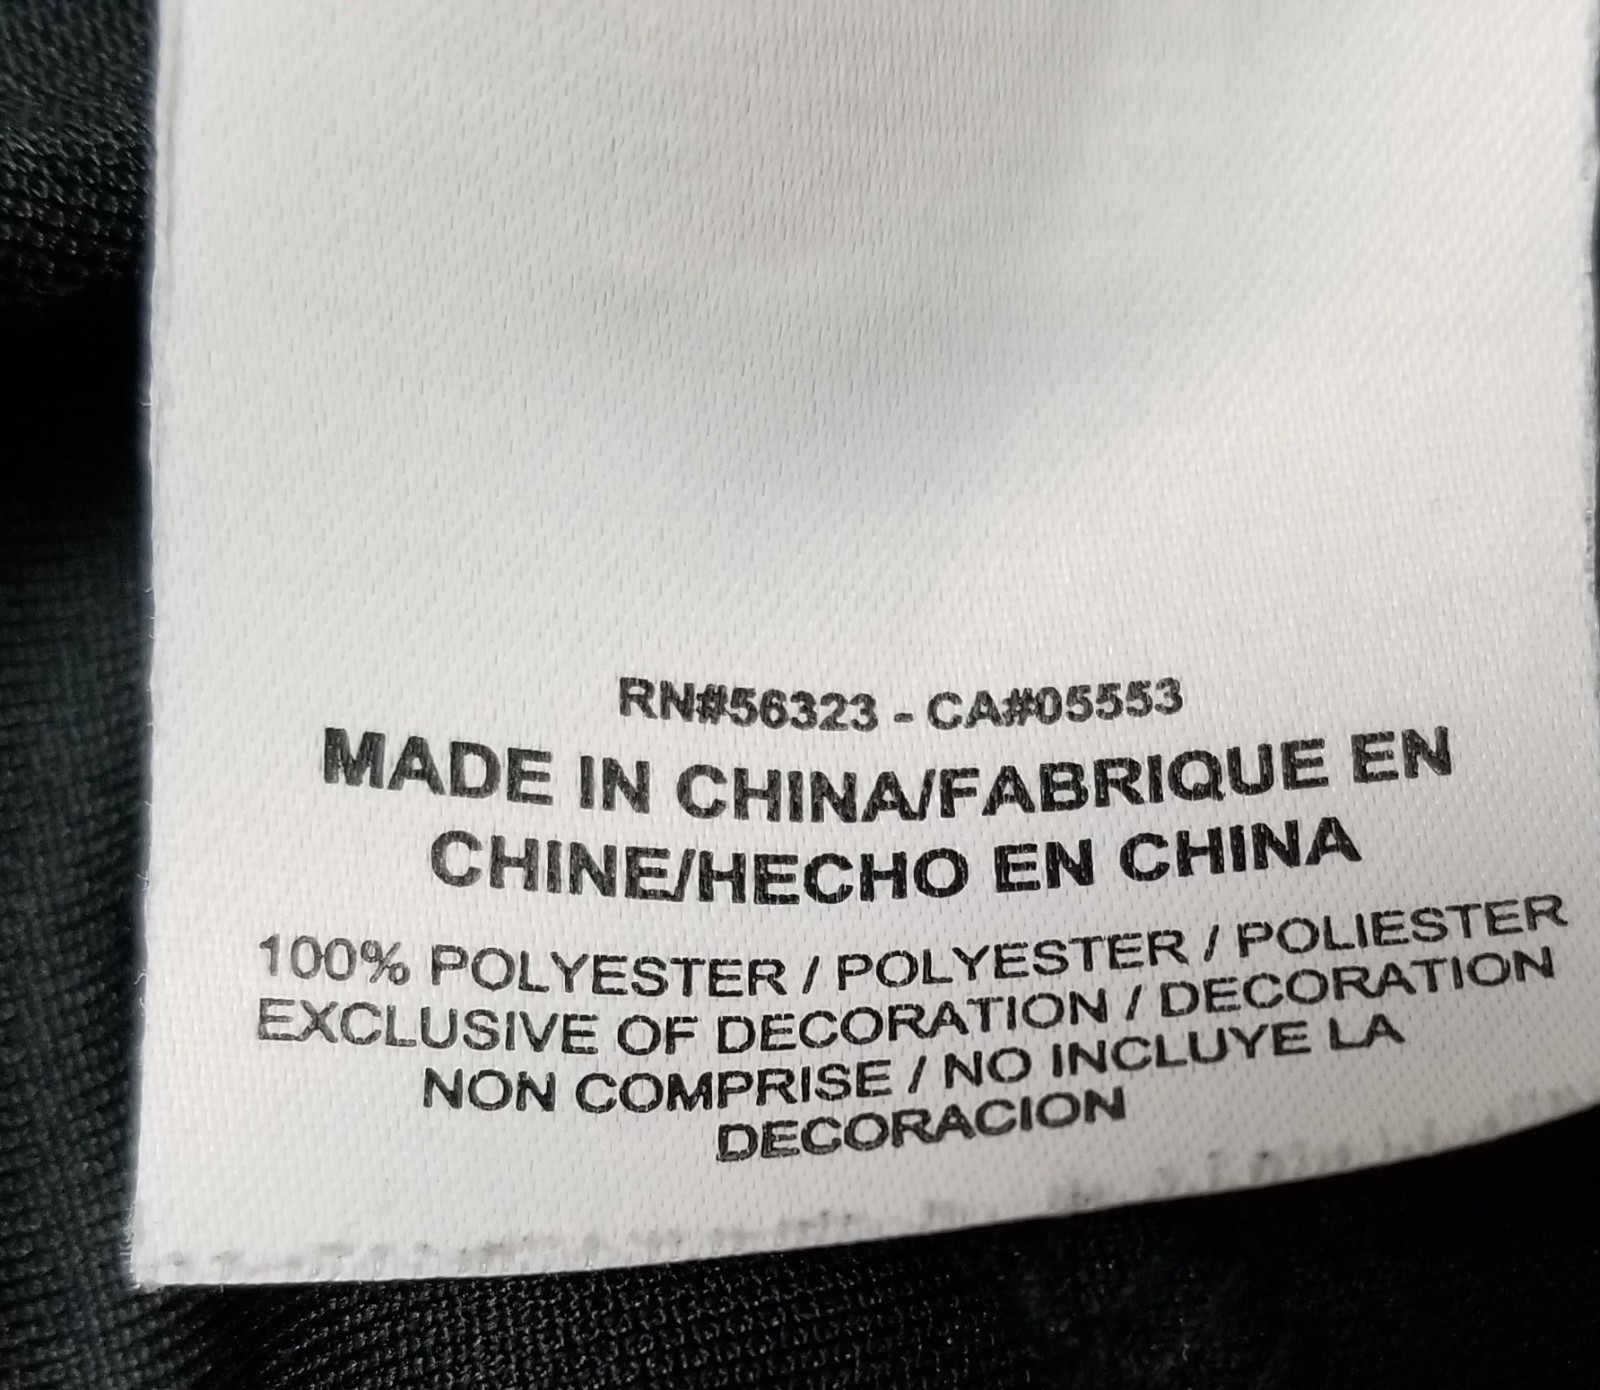 RN#56323 - CA#05553
MADE IN CHINA/FABRIQUE EN
CHINE/HECHO EN CHINA
100% POLYESTER / POLYESTER / POLIESTER
EXCLUSIVE OF DECORATION / DECORATION
NON COMPRISE / NO INCLUYE LA
DECORACION